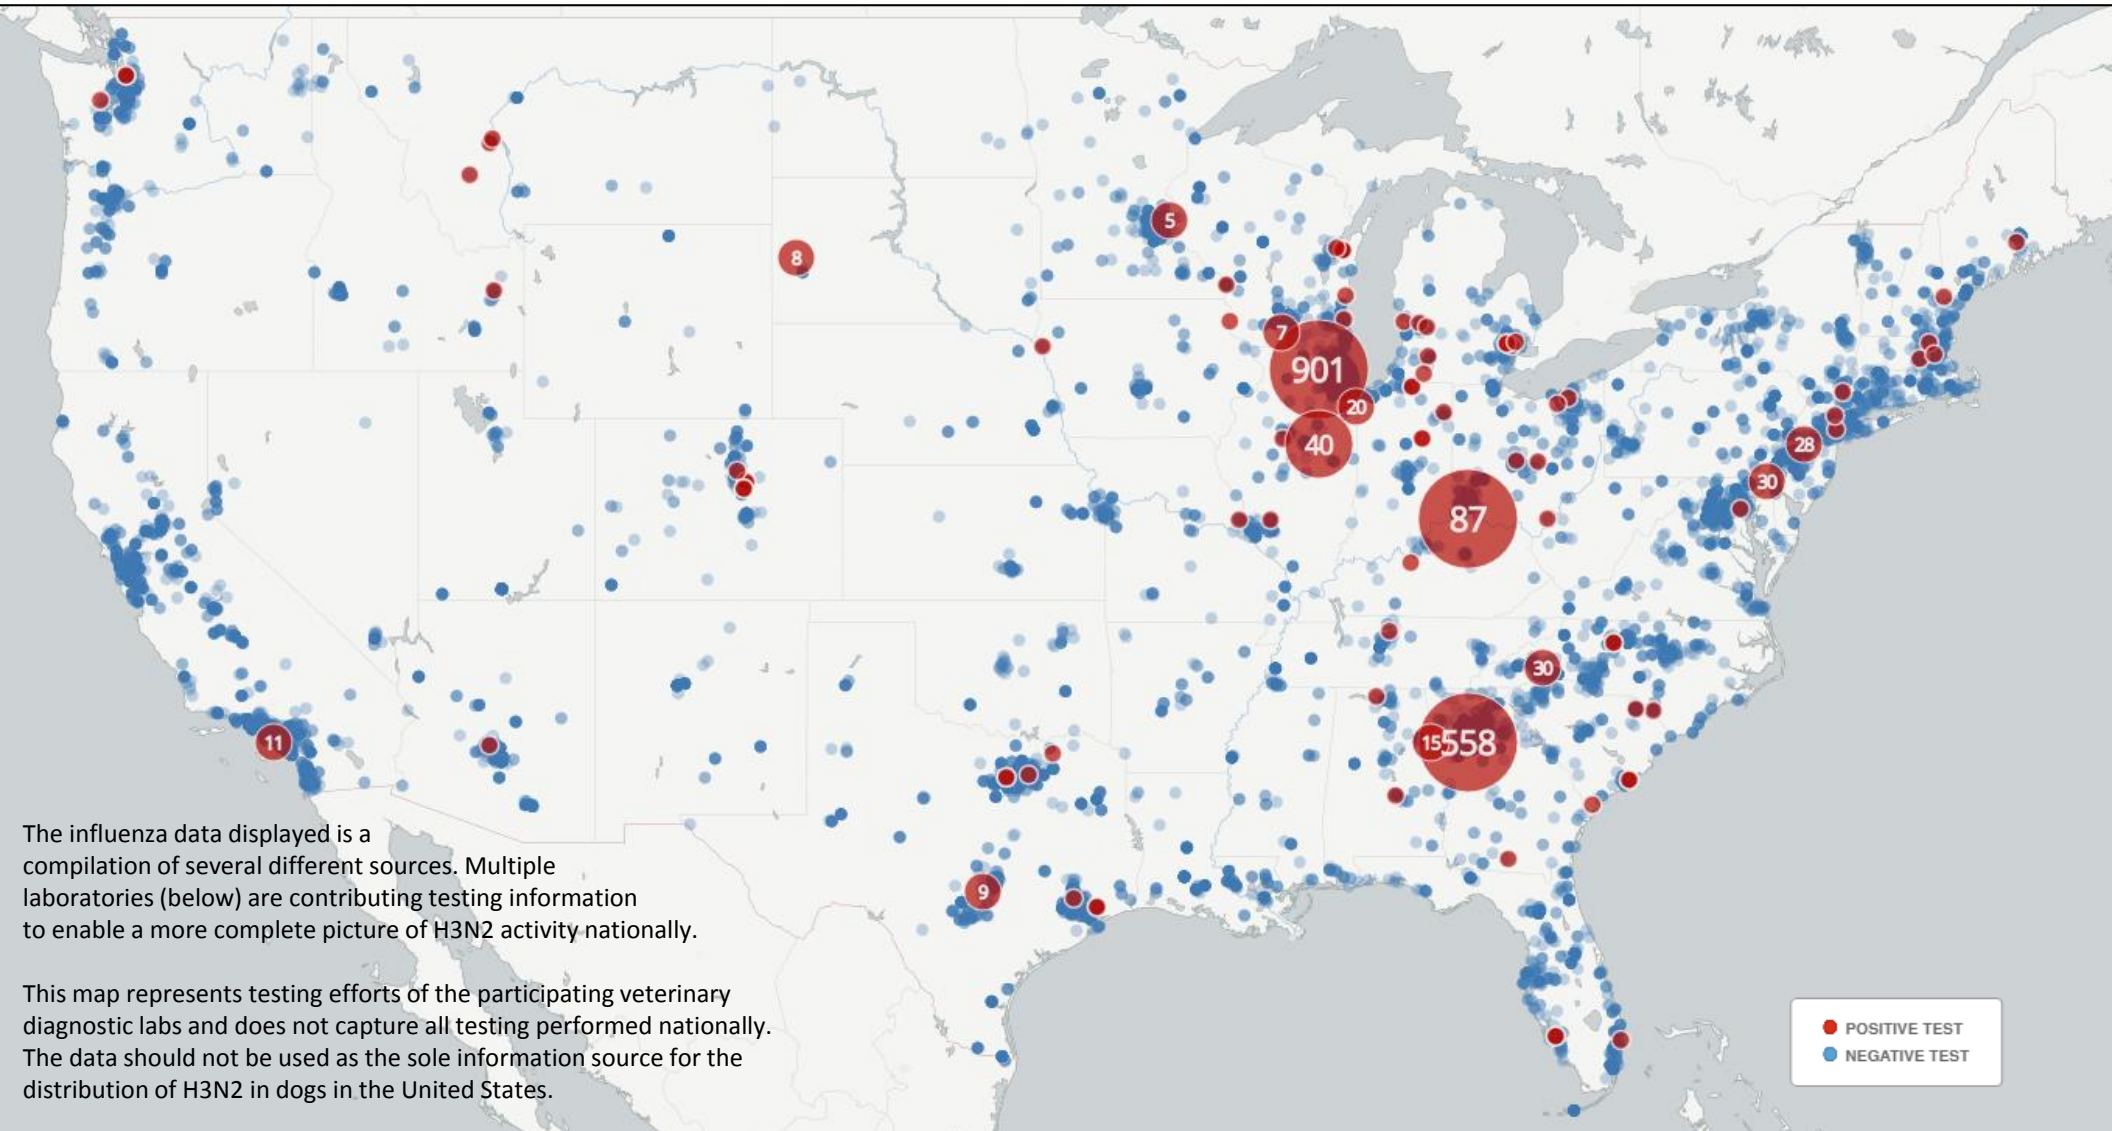 5
8
7
901
20
40
28
30
87
30
11
15
558
9
The influenza data displayed is a
compilation of several different sources. Multiple
laboratories (below) are contributing testing information
to enable a more complete picture of H3N2 activity nationally.
This map represents testing efforts of the participating veterinary
diagnostic labs and does not capture all testing performed nationally.
The data should not be used as the sole information source for the
distribution of H3N2 in dogs in the United States.
POSITIVE TEST
NEGATIVE TEST